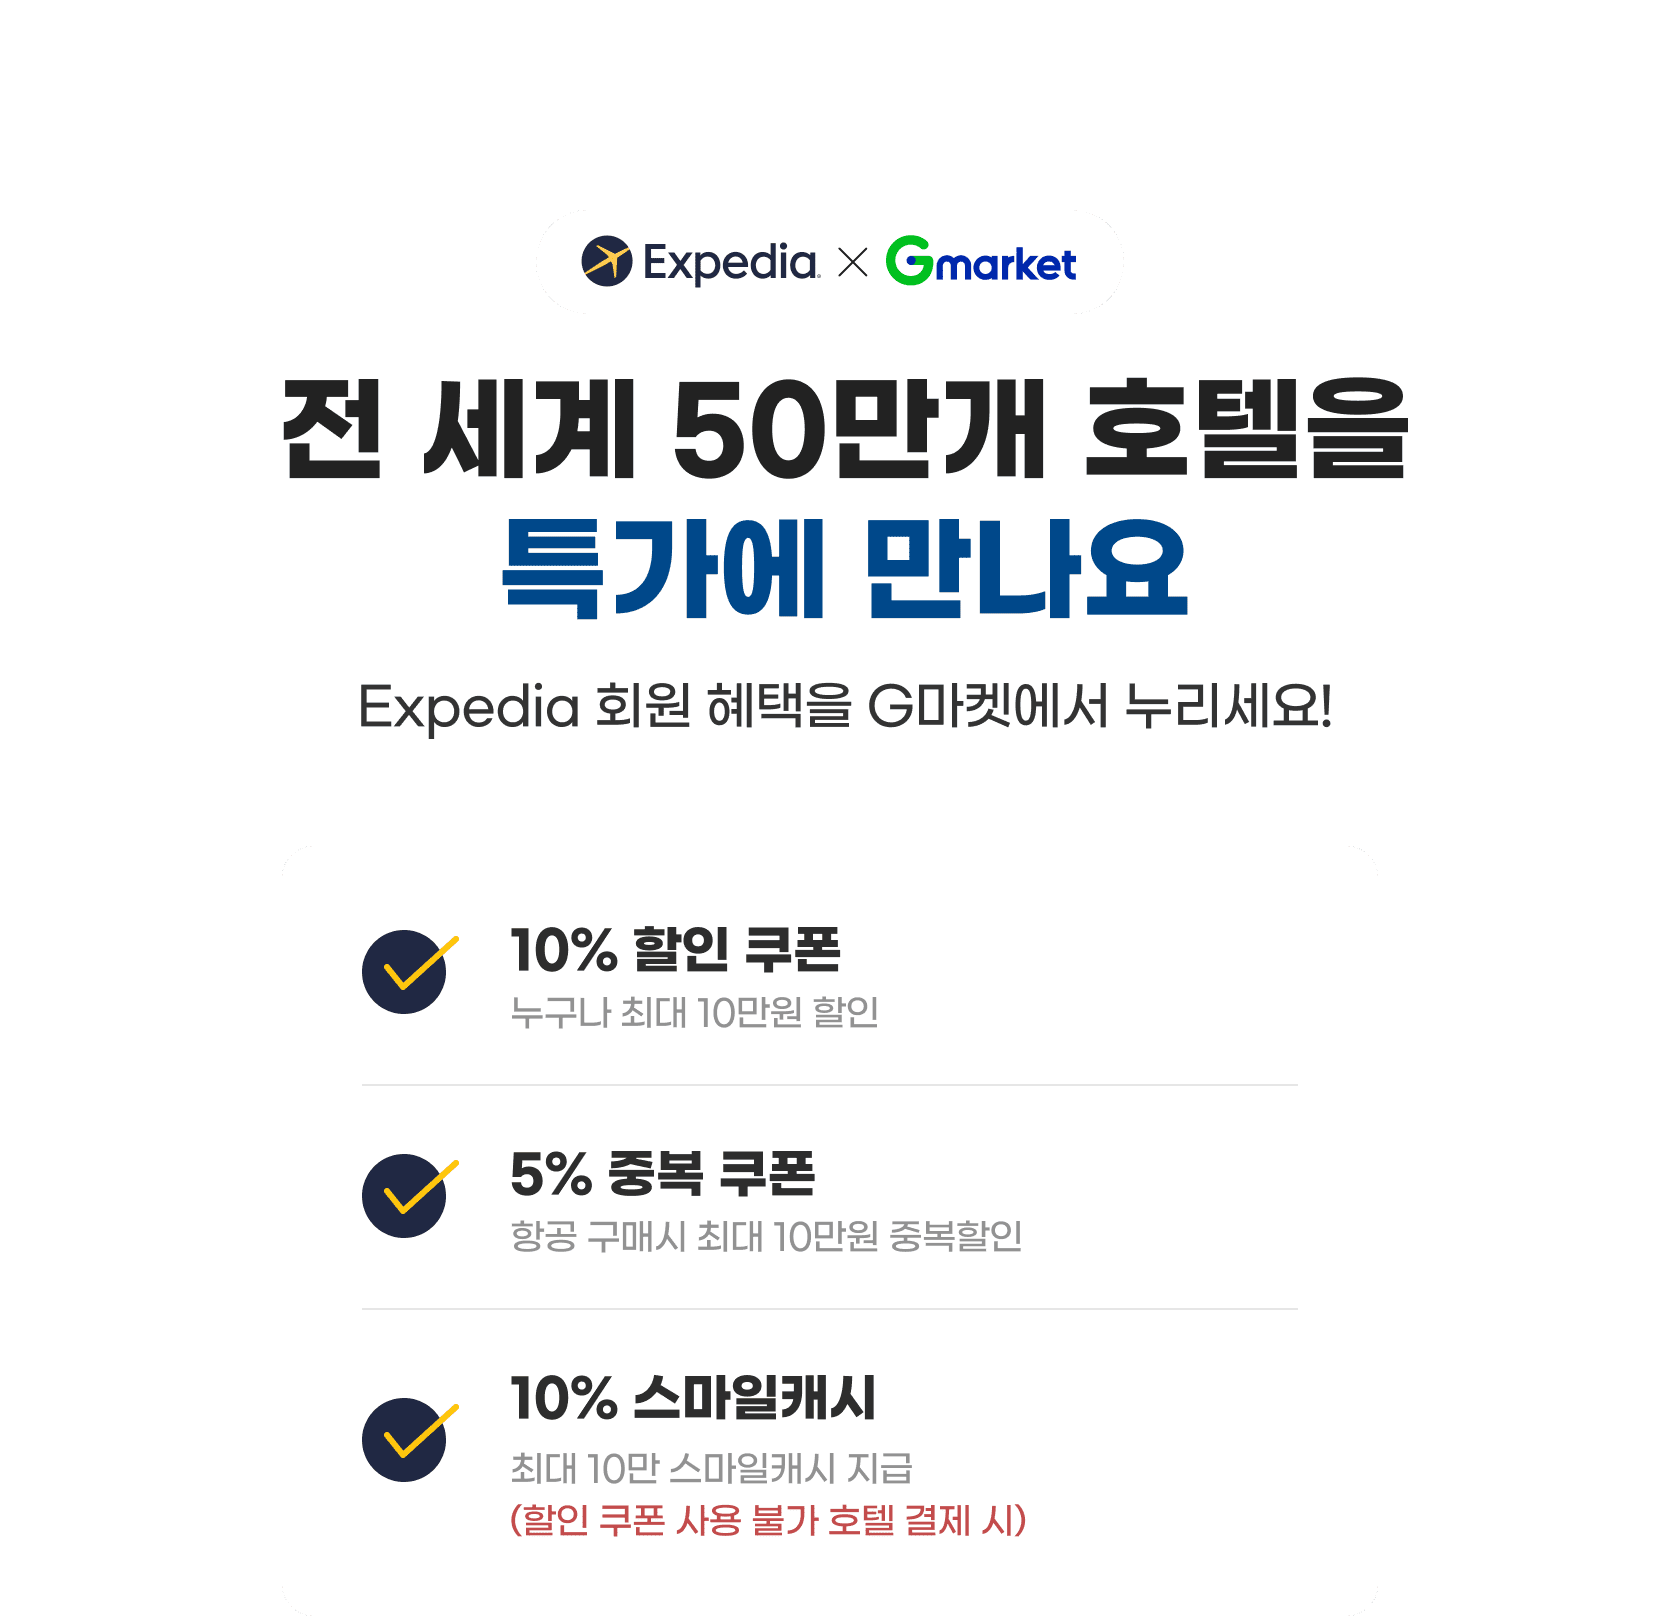 Expedia × Gmarket
전 세계 50만개 호텔을
특가에 만나요
Expedia 회원 혜택을 G마켓에서 누리세요!
10% 할인 쿠폰
누구나 최대 10만원 할인
5% 중복 쿠폰
항공 구매시 최대 10만원 중복할인
10% 스마일캐시
최대 10만 스마일캐시 지급
(할인 쿠폰 사용 불가 호텔 결제 시)